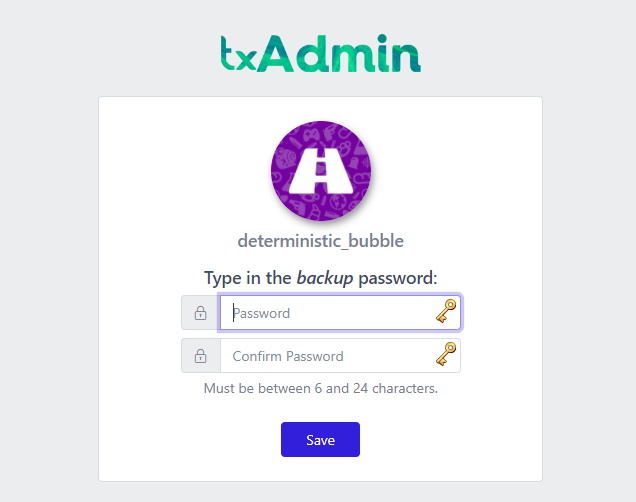 txAdmin
deterministic_bubble
Type in the backup password:
Password
Confirm Password
Must be between 6 and 24 characters.
Save